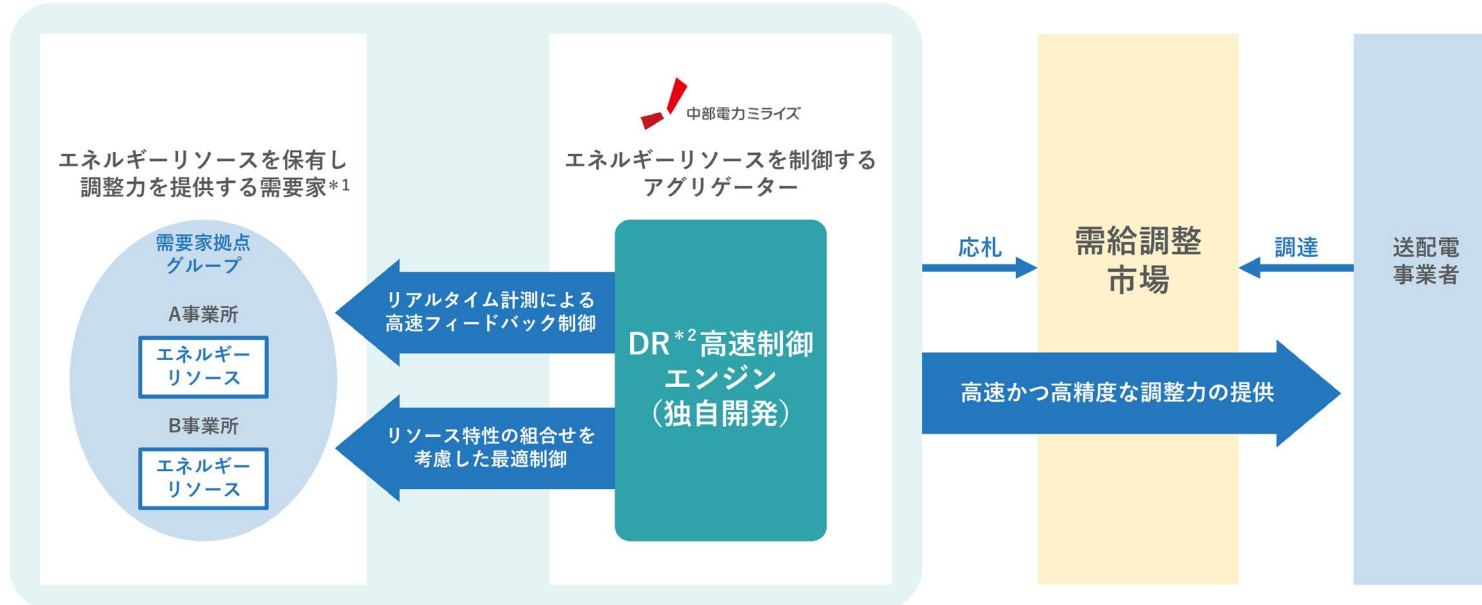 エネルギーリソースを保有し
調整力を提供する需要家*1
需要家拠点
グループ
A事業所
エネルギー
リソース
B事業所
エネルギー
リソース
リアルタイム計測による
高速フィードバック制御
リソース特性の組合せを
考慮した最適制御
中部電力ミライズ
エネルギーリソースを制御する
アグリゲーター
DR*2高速制御
エンジン
（独自開発）
応札
需給調整
市場
調達
送配電
事業者
高速かつ高精度な調整力の提供